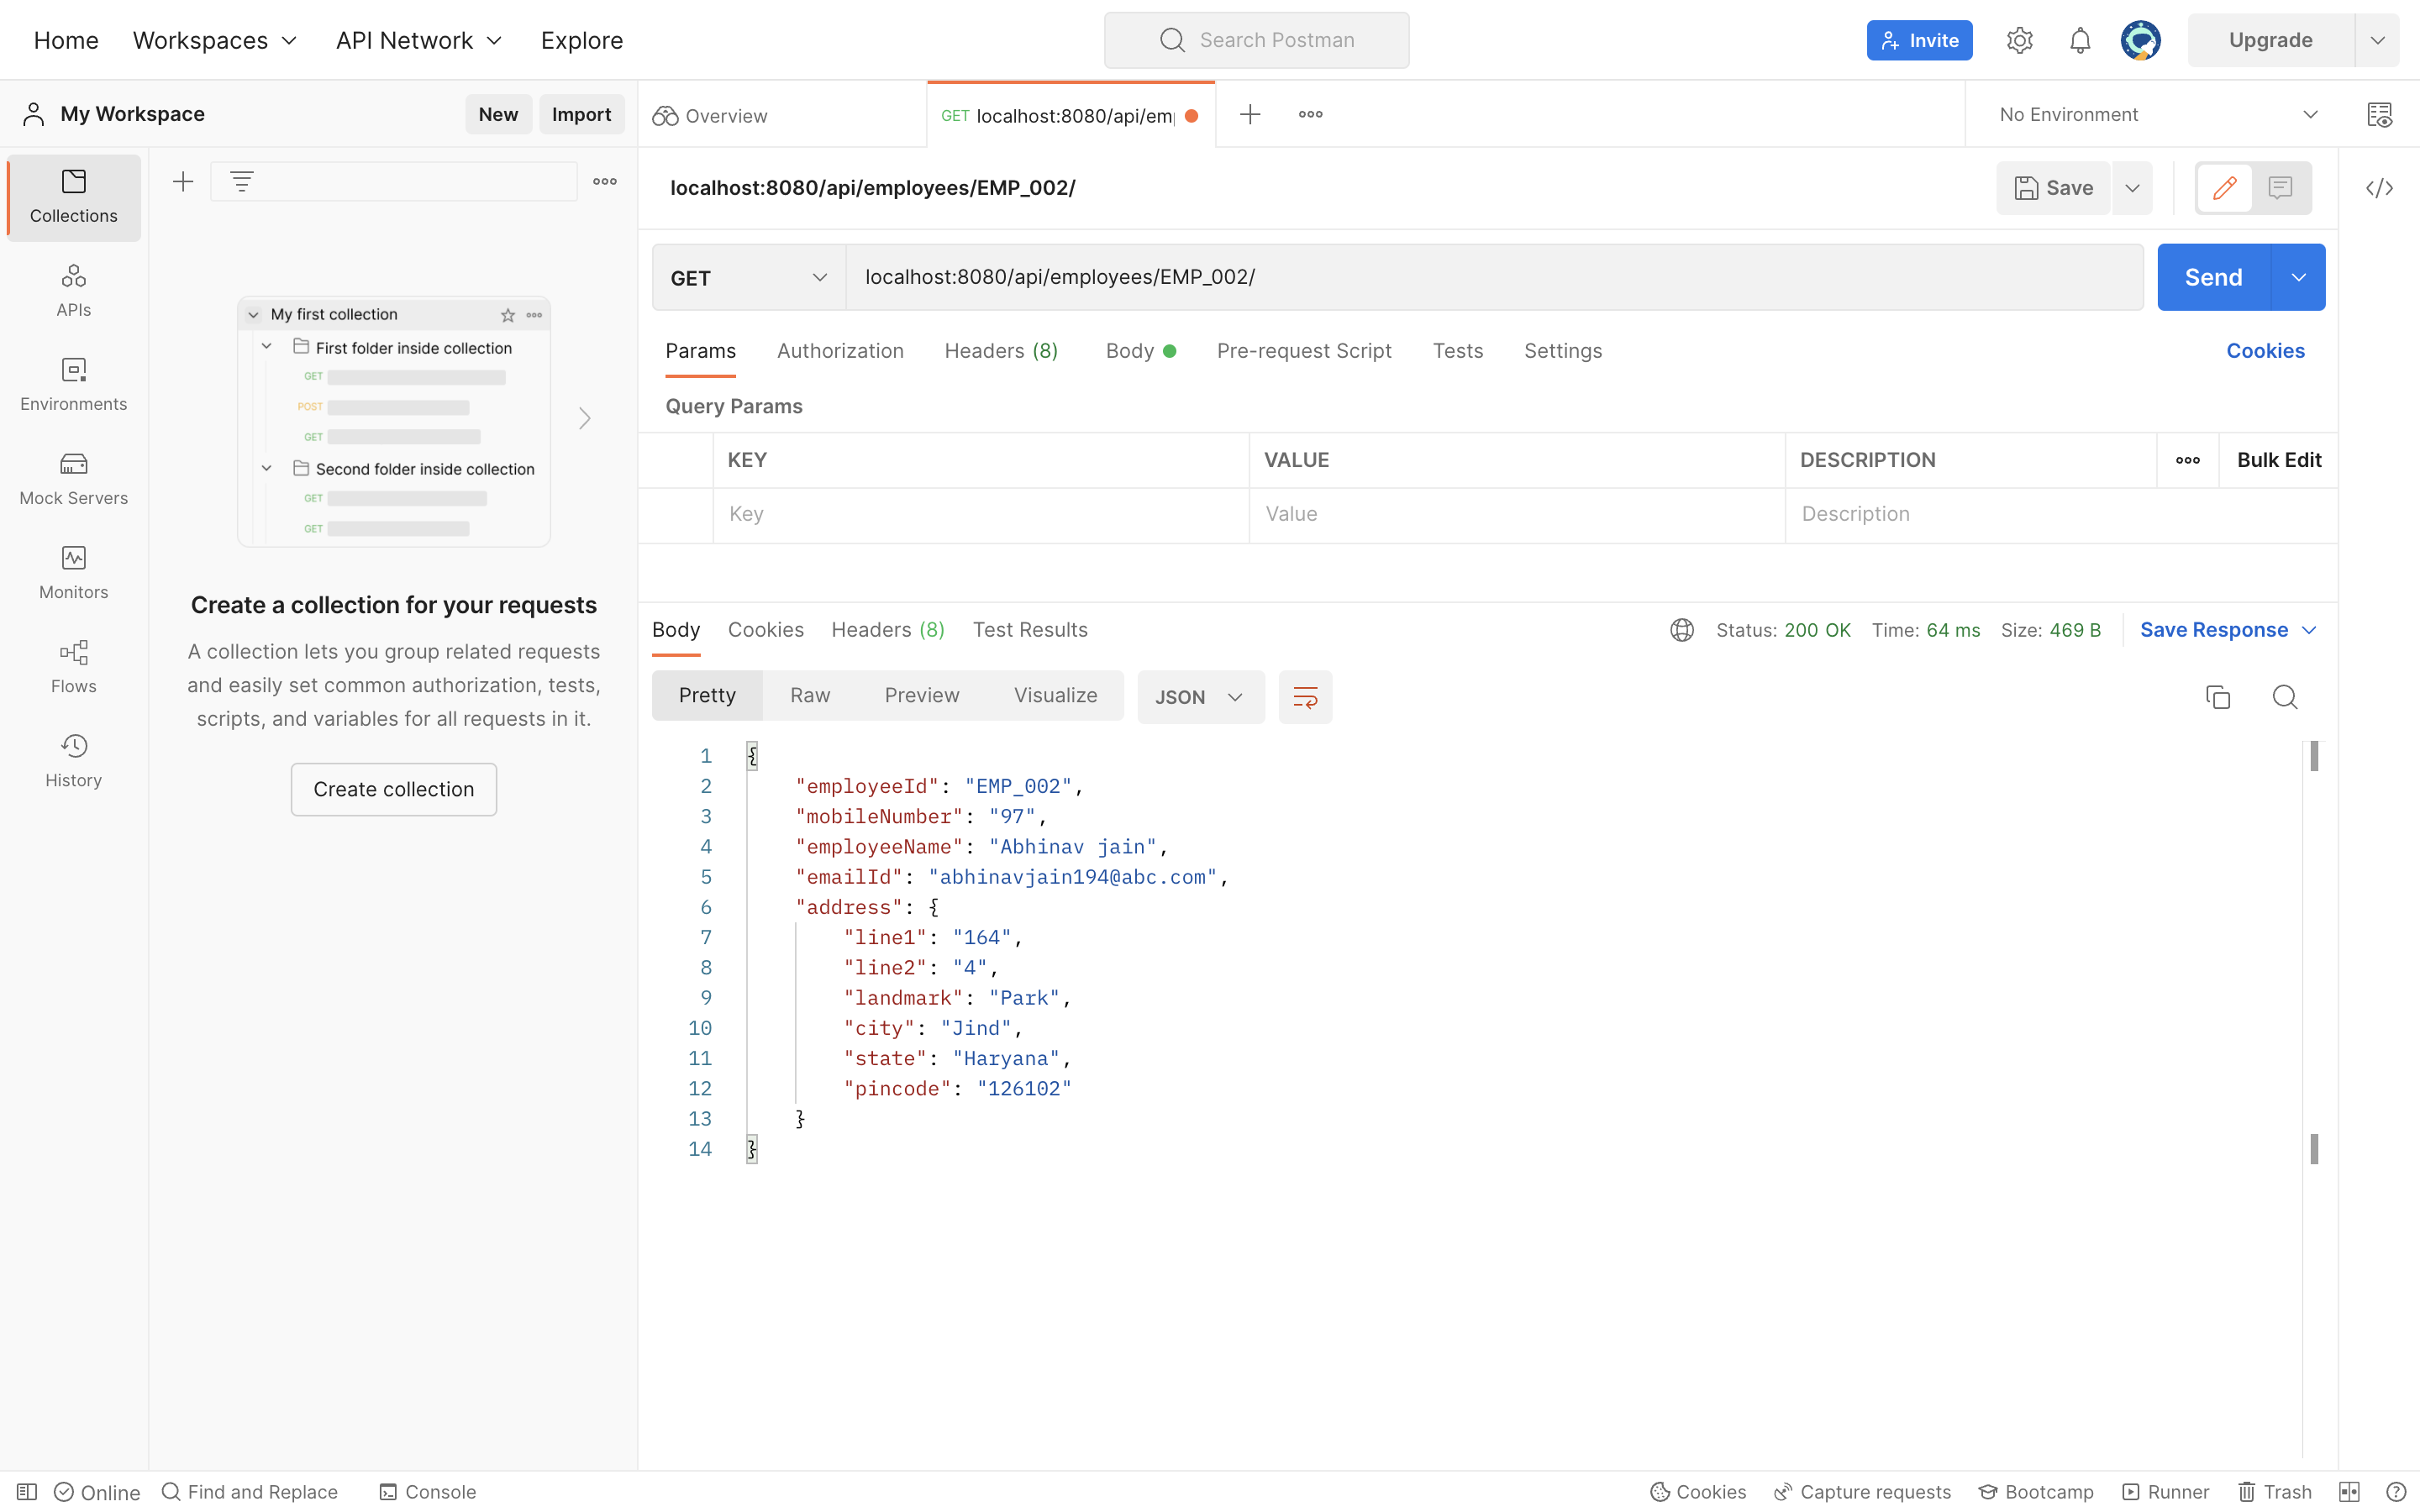 Home Workspaces API Network Explore Search Postman Invite Upgrade
My Workspace New Import Overview GET localhost:8080/api/em No Environment
Collections
APIs
Environments
Mock Servers
Monitors
Flows
History
My first collection
First folder inside collection
GET
POST
GET
Second folder inside collection
GET
GET
Create a collection for your requests
A collection lets you group related requests
and easily set common authorization, tests,
scripts, and variables for all requests in it.
Create collection
localhost:8080/api/employees/EMP_002/ Save
GET localhost:8080/api/employees/EMP_002/ Send
Params Authorization Headers (8) Body Pre-request Script Tests Settings Cookies
Query Params
KEY VALUE DESCRIPTION Bulk Edit
Key Value Description
Body Cookies Headers (8) Test Results Status: 200 OK Time: 64 ms Size: 469 B Save Response
Pretty Raw Preview Visualize JSON
1 {
2 "employeeId": "EMP_002",
3 "mobileNumber": "97",
4 "employeeName": "Abhinav jain",
5 "emailId": "abhinavjain194@abc.com",
6 "address": {
7 "line1": "164",
8 "line2": "4",
9 "landmark": "Park",
10 "city": "Jind",
11 "state": "Haryana",
12 "pincode": "126102"
13 }
14 }
Online Find and Replace Console Cookies Capture requests Bootcamp Runner Trash